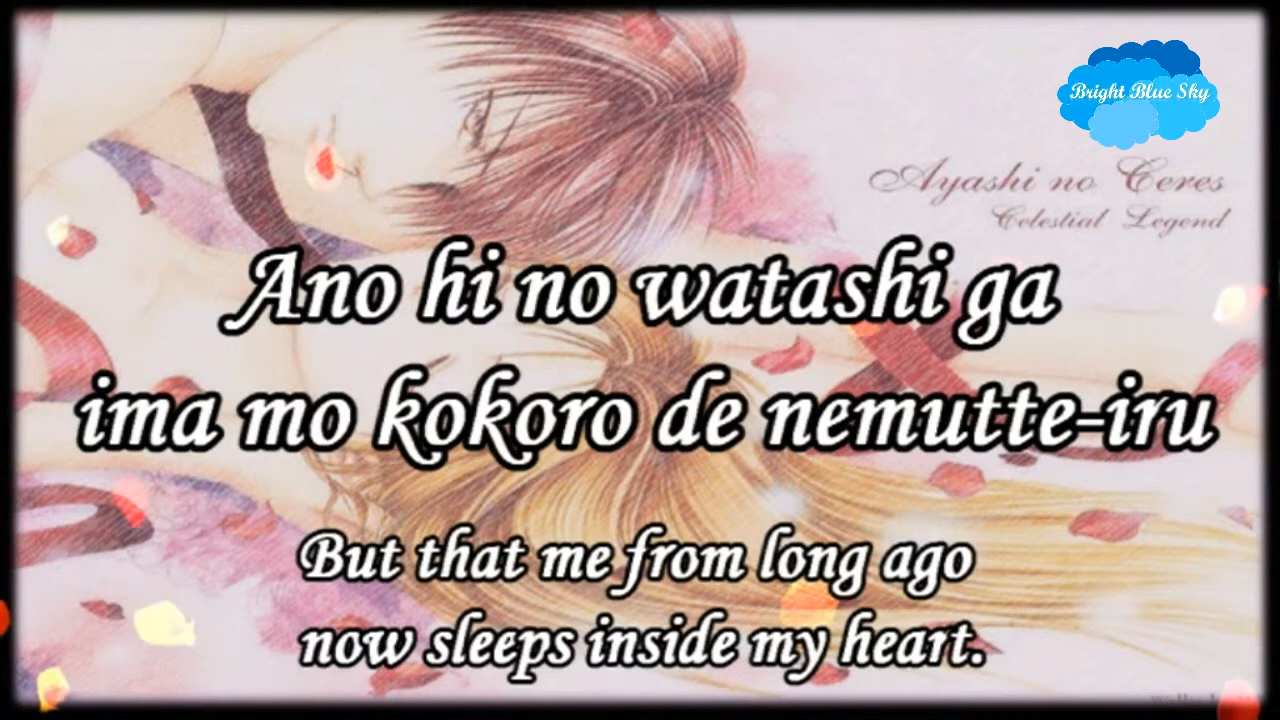 Bright Blue Sky
Ayashi no Ceres
Celestial Legend
Ano hi no watashi ga
ima mo kokoro de nemutte-iru
But that me from long ago
now sleeps inside my heart.